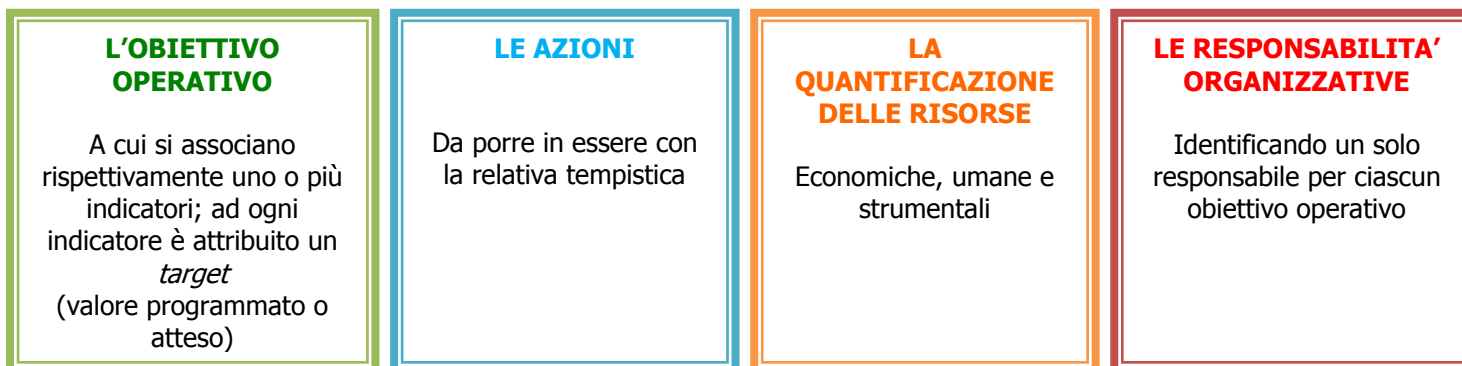 L’OBIETTIVO
OPERATIVO
A cui si associano
rispettivamente uno o più
indicatori; ad ogni
indicatore è attribuito un
target
(valore programmato o
atteso)
LE AZIONI
Da porre in essere con
la relativa tempistica
LA
QUANTIFICAZIONE
DELLE RISORSE
Economiche, umane e
strumentali
LE RESPONSABILITA’
ORGANIZZATIVE
Identificando un solo
responsabile per ciascun
obiettivo operativo